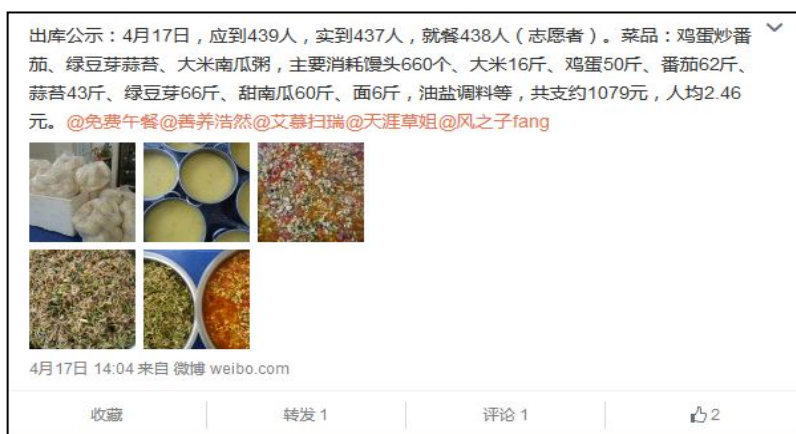 出库公示：4月17日，应到439人，实到437人，就餐438人（志愿者）。菜品：鸡蛋炒番
茄、绿豆芽蒜苔、大米南瓜粥，主要消耗馒头660个、大米16斤、鸡蛋50斤、番茄62斤、
蒜苔43斤、绿豆芽66斤、甜南瓜60斤、面6斤，油盐调料等，共支约1079元，人均2.46
元。@免费午餐@善养浩然@艾慕扫瑞@天涯草姐@风之子fang
4月17日 14:04 来自 微博 weibo.com
收藏 转发 1 评论 1 2